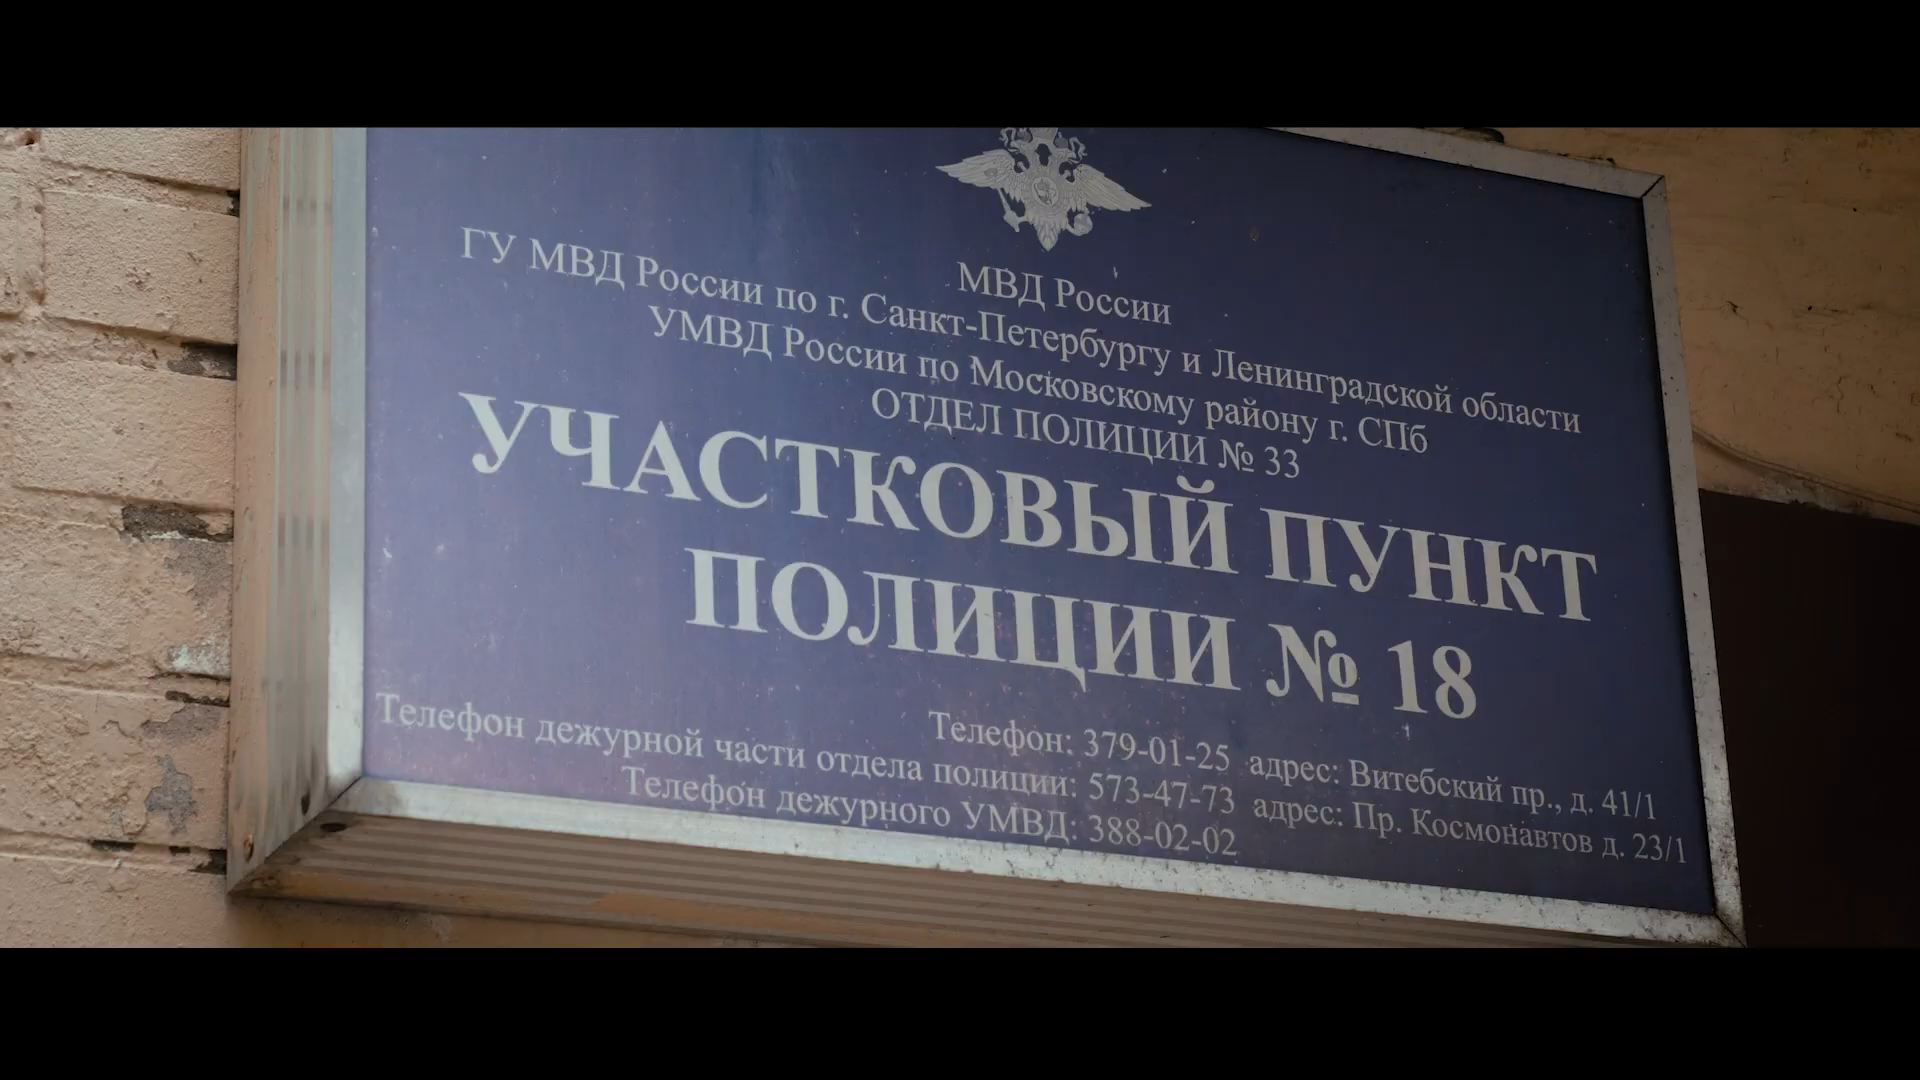 МВД России
ГУ МВД России по г. Санкт-Петербургу и Ленинградской области
УМВД России по Московскому району г. СПб
ОТДЕЛ ПОЛИЦИИ № 33
УЧАСТКОВЫЙ ПУНКТ
ПОЛИЦИИ № 18
Телефон: 379-01-25 адрес: Витебский пр., д. 41/1
Телефон дежурной части отдела полиции: 573-47-73 адрес: Пр. Космонавтов д. 23/1
Телефон дежурного УМВД: 388-02-02